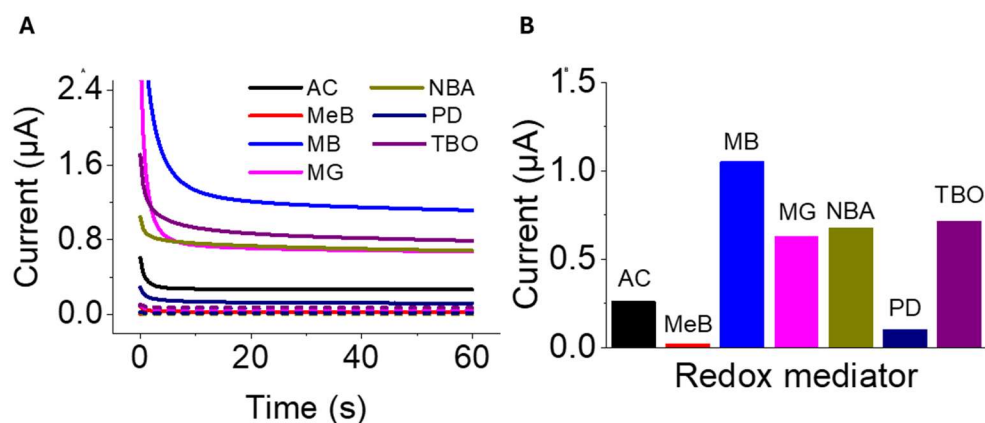 A
B
Current (µA)
2.4
1.6
0.8
0.0
AC
MeB
MB
MG
NBA
PD
TBO
0
20
40
60
Time (s)
Current (µA)
1.5
1.0
0.5
0.0
AC
MeB
MB
MG
NBA
PD
TBO
Redox mediator